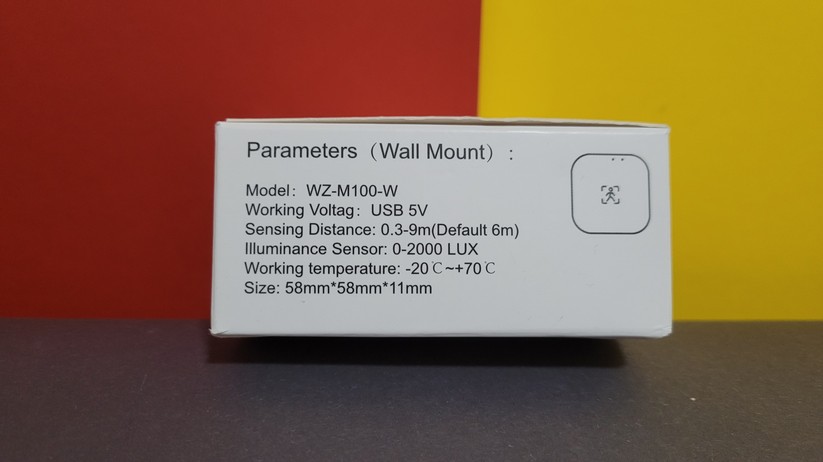 Parameters（Wall Mount）:
Model：WZ-M100-W
Working Voltag：USB 5V
Sensing Distance: 0.3-9m(Default 6m)
Illuminance Sensor: 0-2000 LUX
Working temperature: -20℃~+70℃
Size: 58mm*58mm*11mm